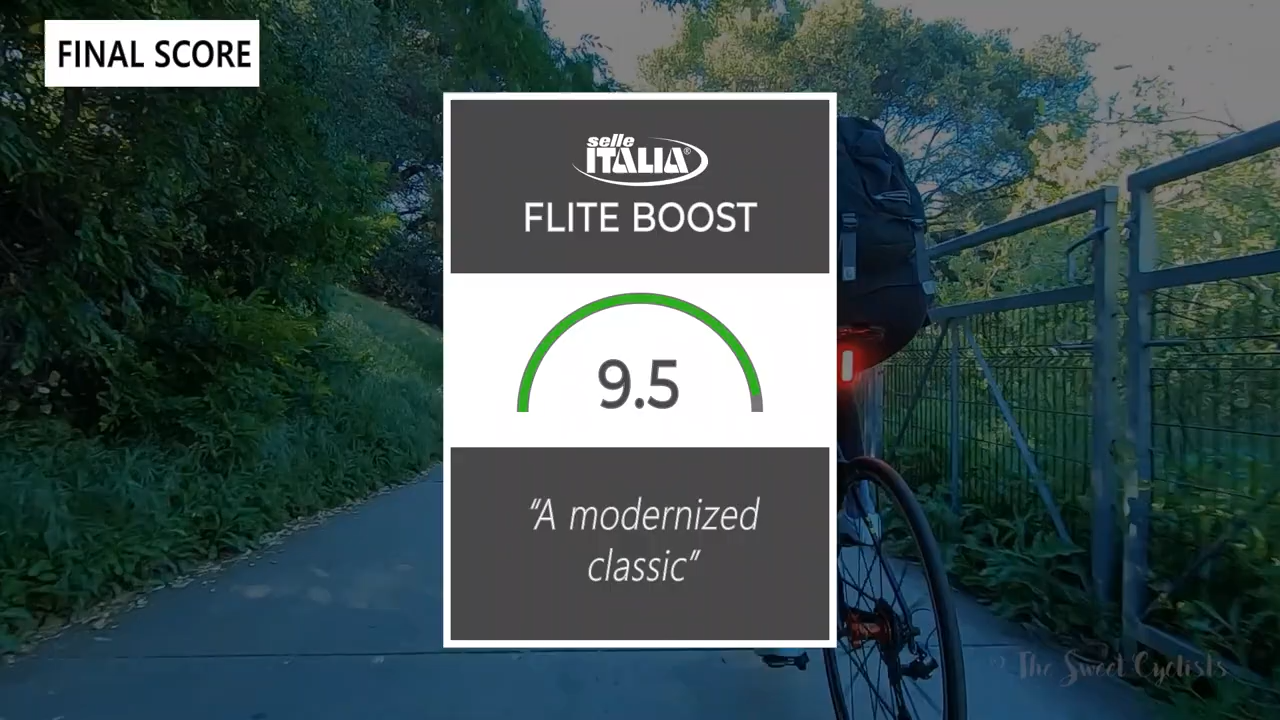 FINAL SCORE
selle
ITALIA®
FLITE BOOST
9.5
“A modernized
classic”
The Sweet Cyclists